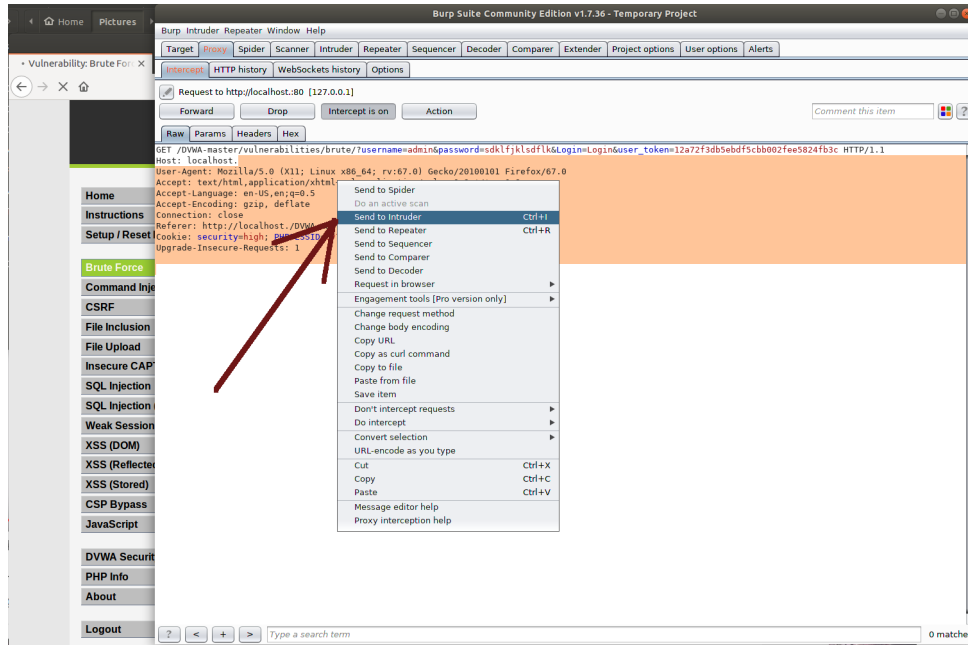 Burp Suite Community Edition v1.7.36 - Temporary Project
Home Pictures
Burp Intruder Repeater Window Help
Target Proxy Spider Scanner Intruder Repeater Sequencer Decoder Comparer Extender Project options User options Alerts
Vulnerability: Brute For
Intercept HTTP history WebSockets history Options
Request to http://localhost.:80 [127.0.0.1]
Forward Drop Intercept is on Action Comment this item ?
Raw Params Headers Hex
GET /DVWA-master/vulnerabilities/brute/?username=admin&password=sdklfjklsdflk&Login=Login&user_token=12a72f3db5ebdf5cbb002fee5824fb3c HTTP/1.1
Host: localhost.
User-Agent: Mozilla/5.0 (X11; Linux x86_64; rv:67.0) Gecko/20100101 Firefox/67.0
Accept: text/html,application/xhtml
Accept-Language: en-US,en;q=0.5
Accept-Encoding: gzip, deflate
Connection: close
Referer: http://localhost./DVWA
Cookie: security=high; PHPSESSID
Upgrade-Insecure-Requests: 1
Send to Spider
Do an active scan
Send to Intruder Ctrl+I
Send to Repeater Ctrl+R
Send to Sequencer
Send to Comparer
Send to Decoder
Request in browser
Engagement tools [Pro version only]
Change request method
Change body encoding
Copy URL
Copy as curl command
Copy to file
Paste from file
Save item
Don't intercept requests
Do intercept
Convert selection
URL-encode as you type
Cut Ctrl+X
Copy Ctrl+C
Paste Ctrl+V
Message editor help
Proxy interception help
Home
Instructions
Setup / Reset
Brute Force
Command Inje
CSRF
File Inclusion
File Upload
Insecure CAP
SQL Injection
SQL Injection
Weak Session
XSS (DOM)
XSS (Reflected
XSS (Stored)
CSP Bypass
JavaScript
DVWA Securit
PHP Info
About
Logout
? < + > Type a search term 0 matche